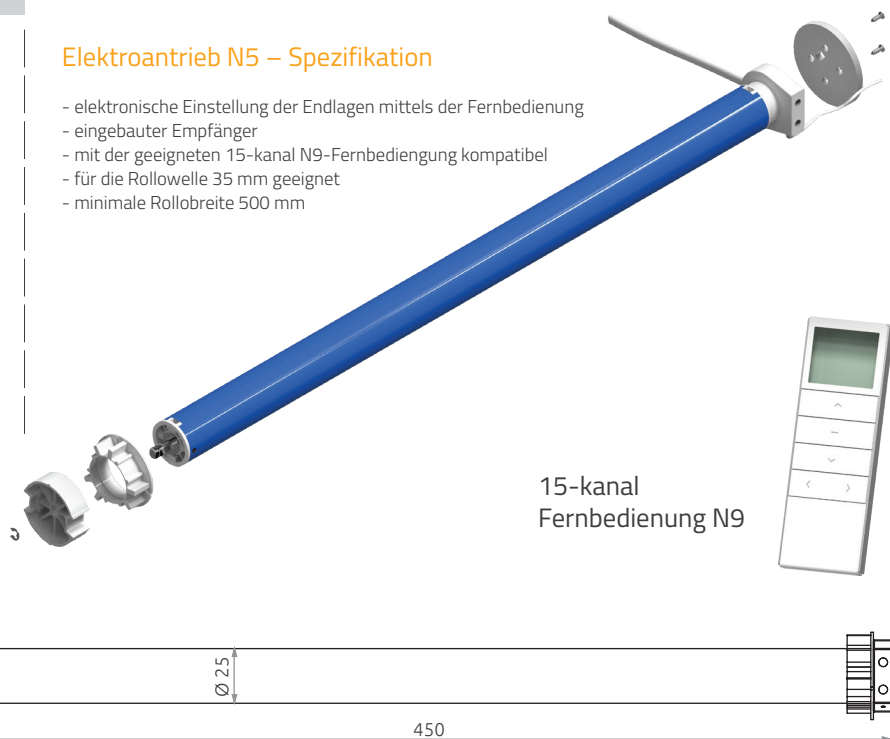 Elektroantrieb N5 – Spezifikation
- elektronische Einstellung der Endlagen mittels der Fernbedienung
- eingebauter Empfänger
- mit der geeigneten 15-kanal N9-Fernbediengung kompatibel
- für die Rollowelle 35 mm geeignet
- minimale Rollobreite 500 mm
15-kanal
Fernbedienung N9
Ø 25
450